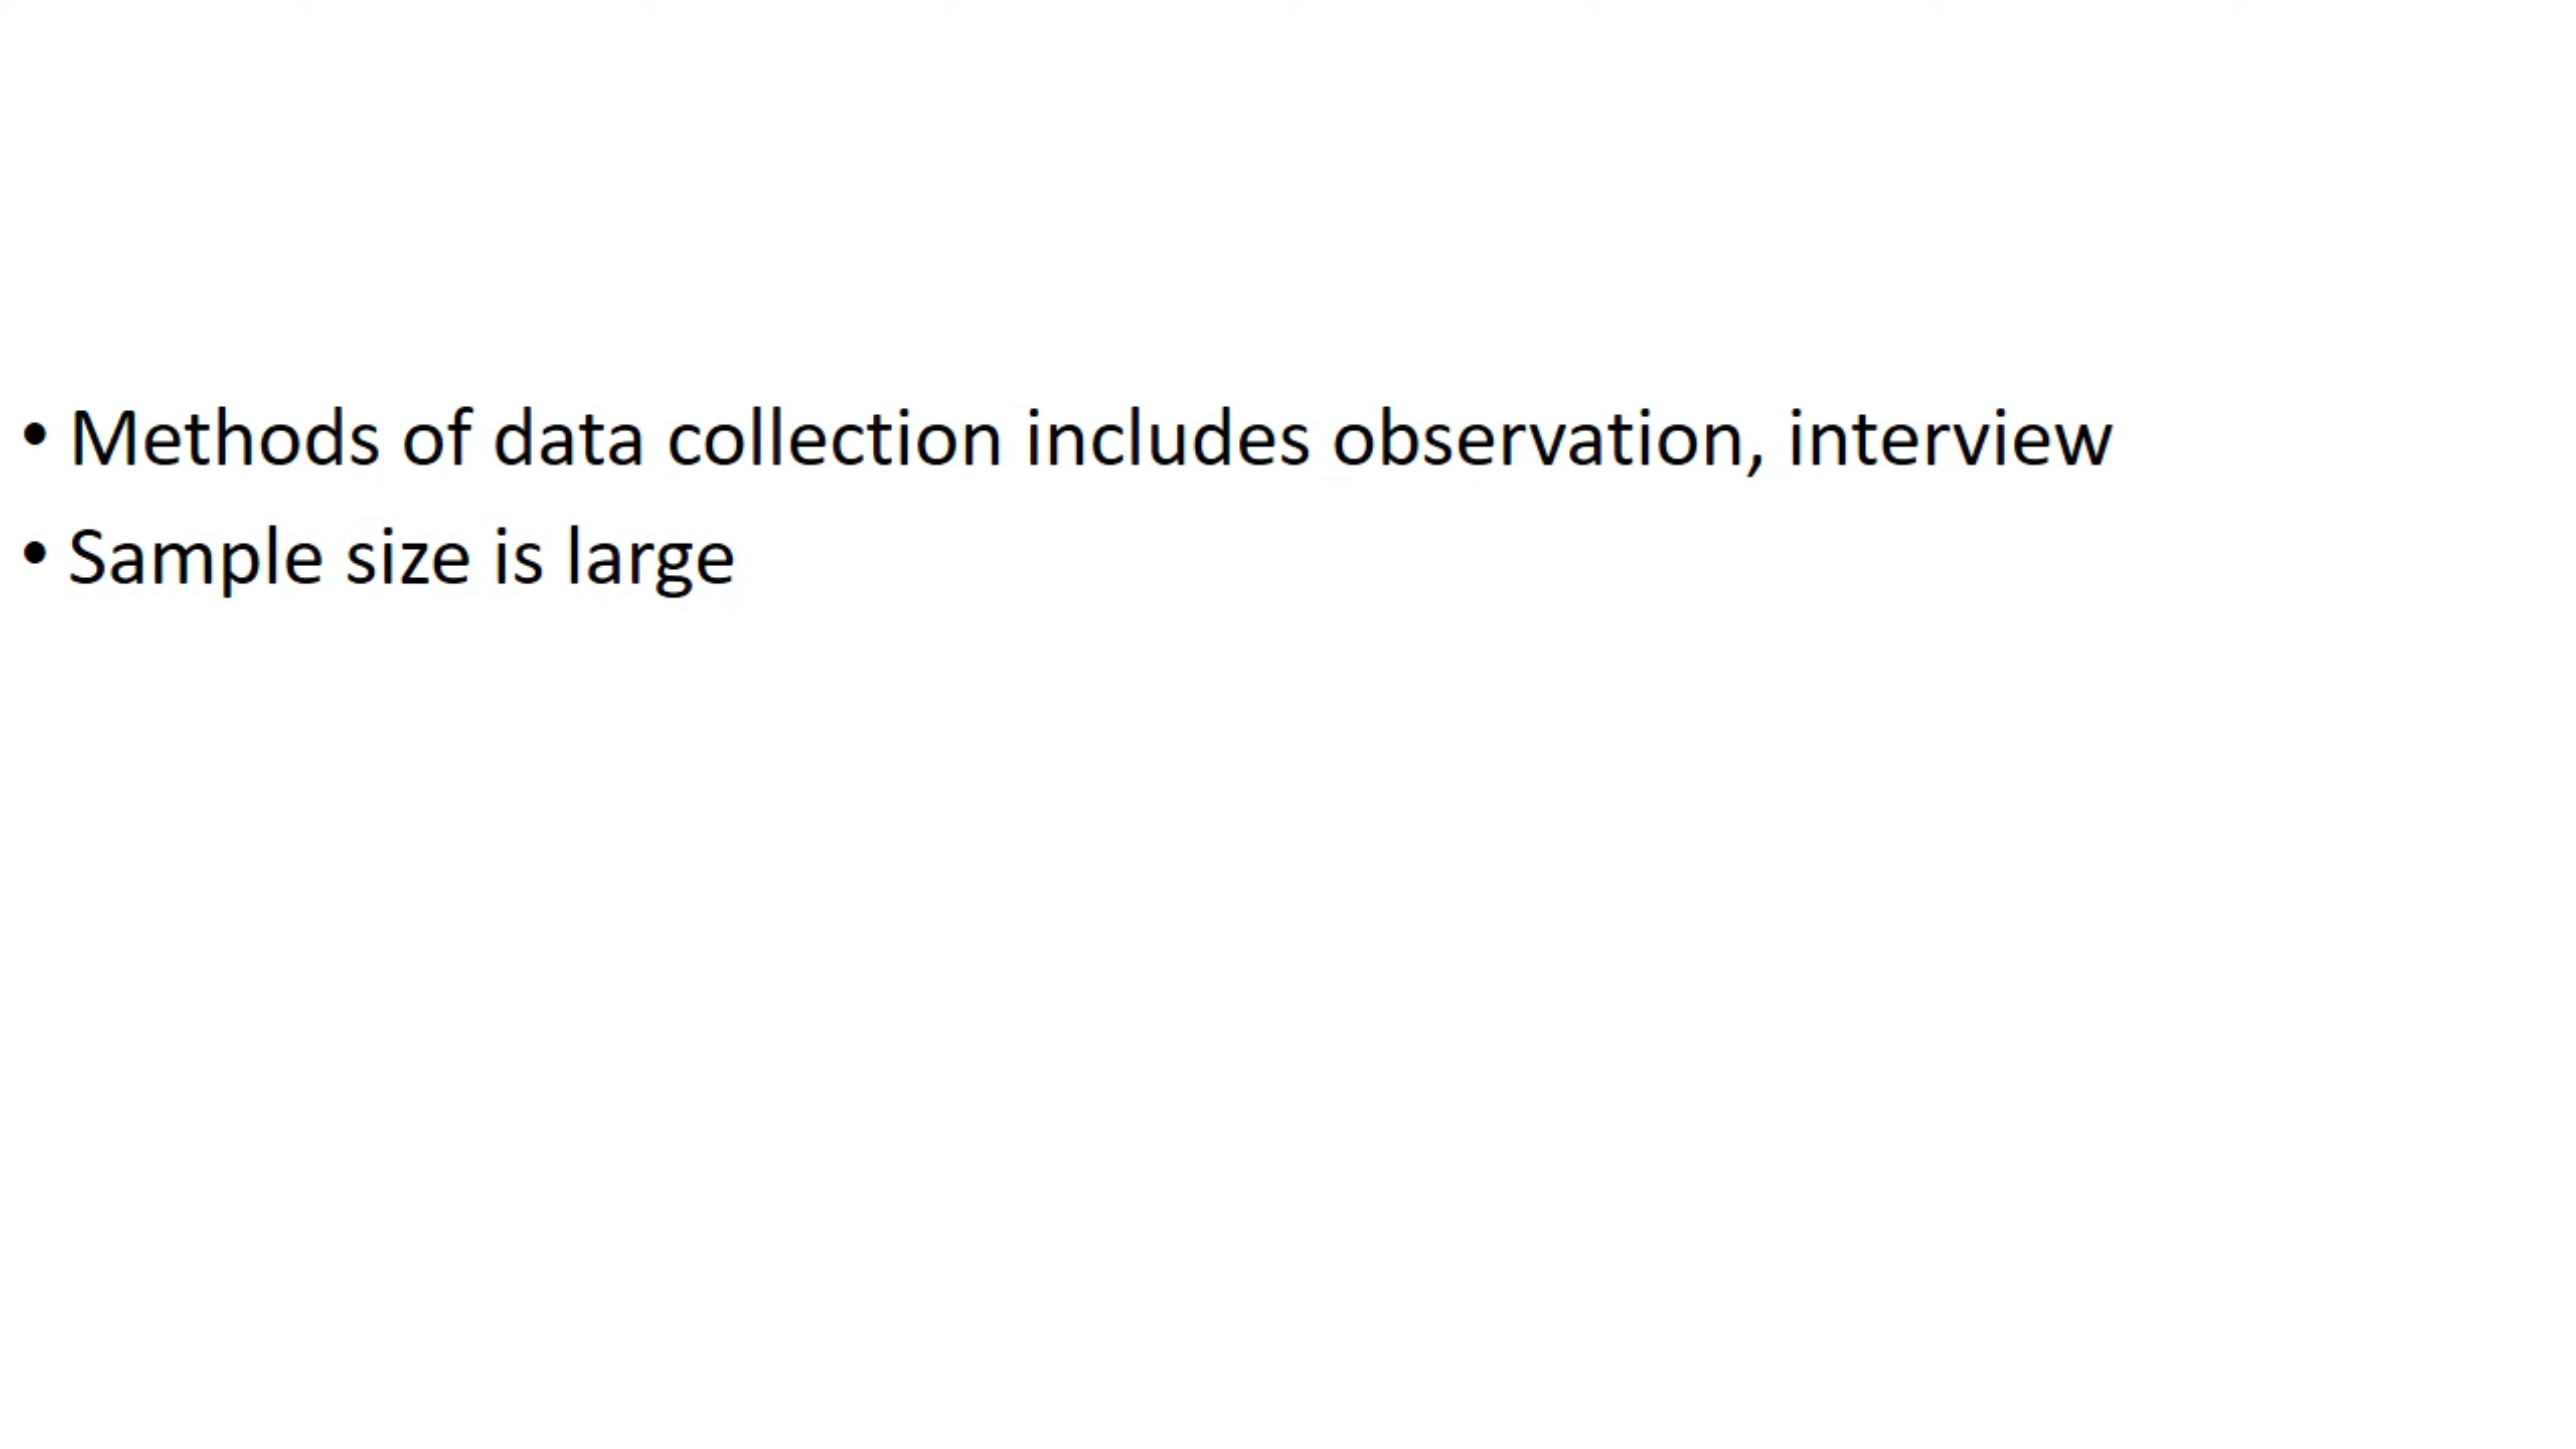 • Methods of data collection includes observation, interview
• Sample size is large